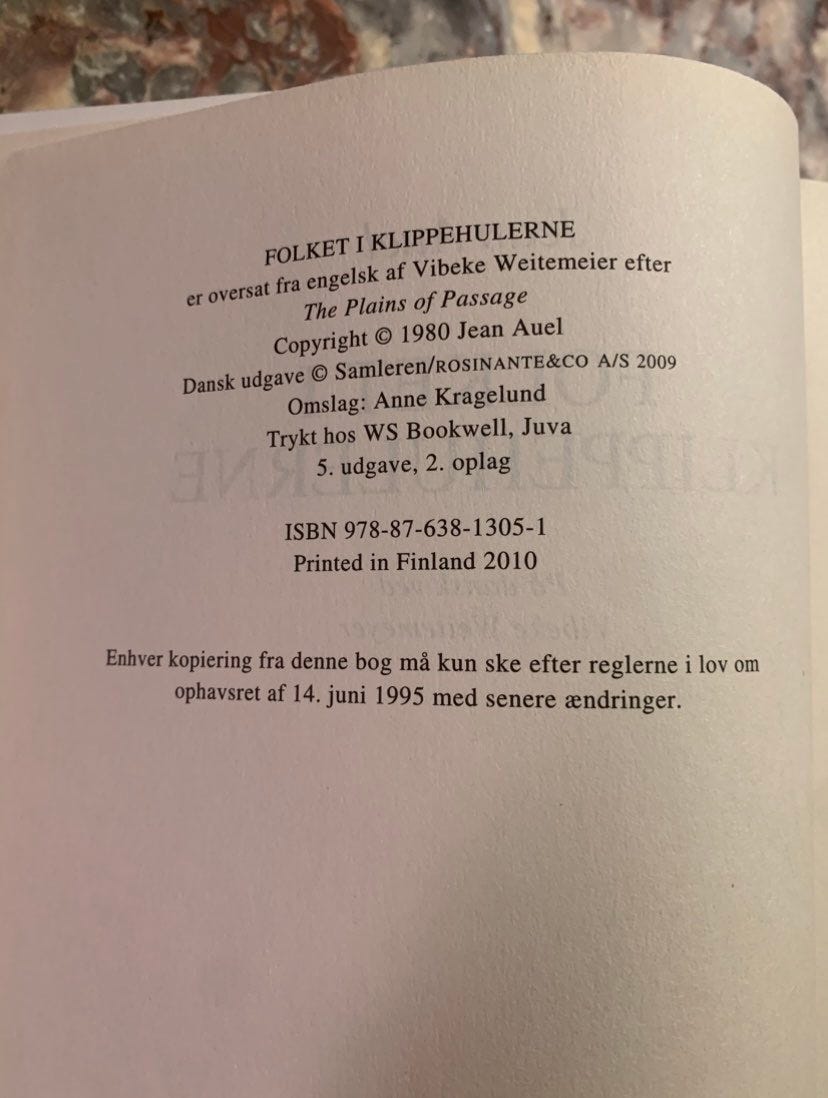 FOLKET I KLIPPEHULERNE
er oversat fra engelsk af Vibeke Weitemeier efter
The Plains of Passage
Copyright © 1980 Jean Auel
Dansk udgave © Samleren/ROSINANTE&CO A/S 2009
Omslag: Anne Kragelund
Trykt hos WS Bookwell, Juva
5. udgave, 2. oplag
ISBN 978-87-638-1305-1
Printed in Finland 2010
Enhver kopiering fra denne bog må kun ske efter reglerne i lov om
ophavsret af 14. juni 1995 med senere ændringer.